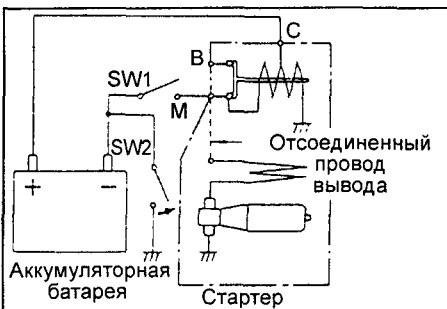 C
B
SW1
M
SW2
Отсоединенный
провод
вывода
+ −
Аккумуляторная
батарея
Стартер